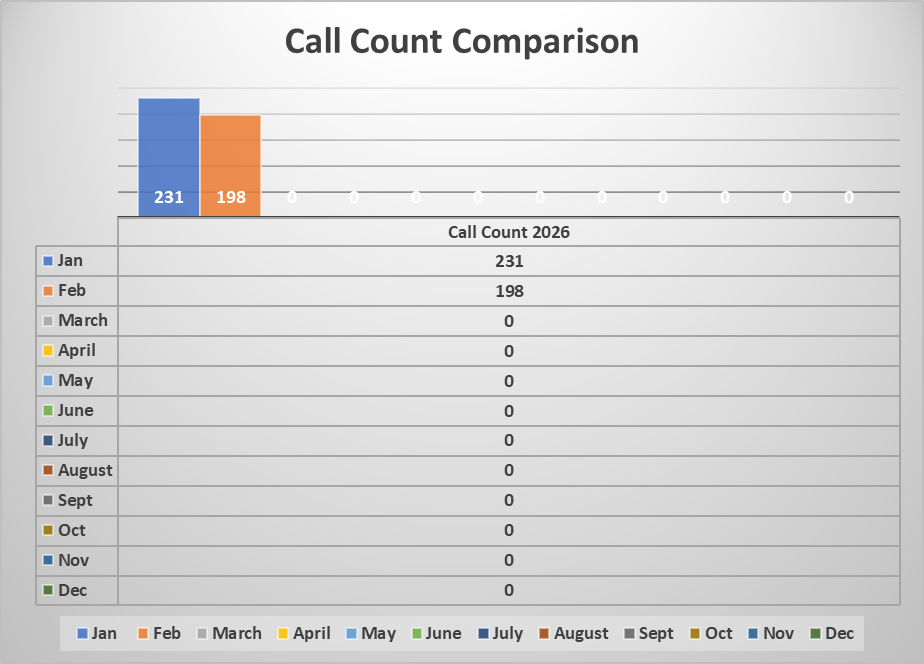 Call Count Comparison
231 198 0 0 0 0 0 0 0 0 0 0
Call Count 2026
Jan 231
Feb 198
March 0
April 0
May 0
June 0
July 0
August 0
Sept 0
Oct 0
Nov 0
Dec 0
Jan Feb March April May June July August Sept Oct Nov Dec